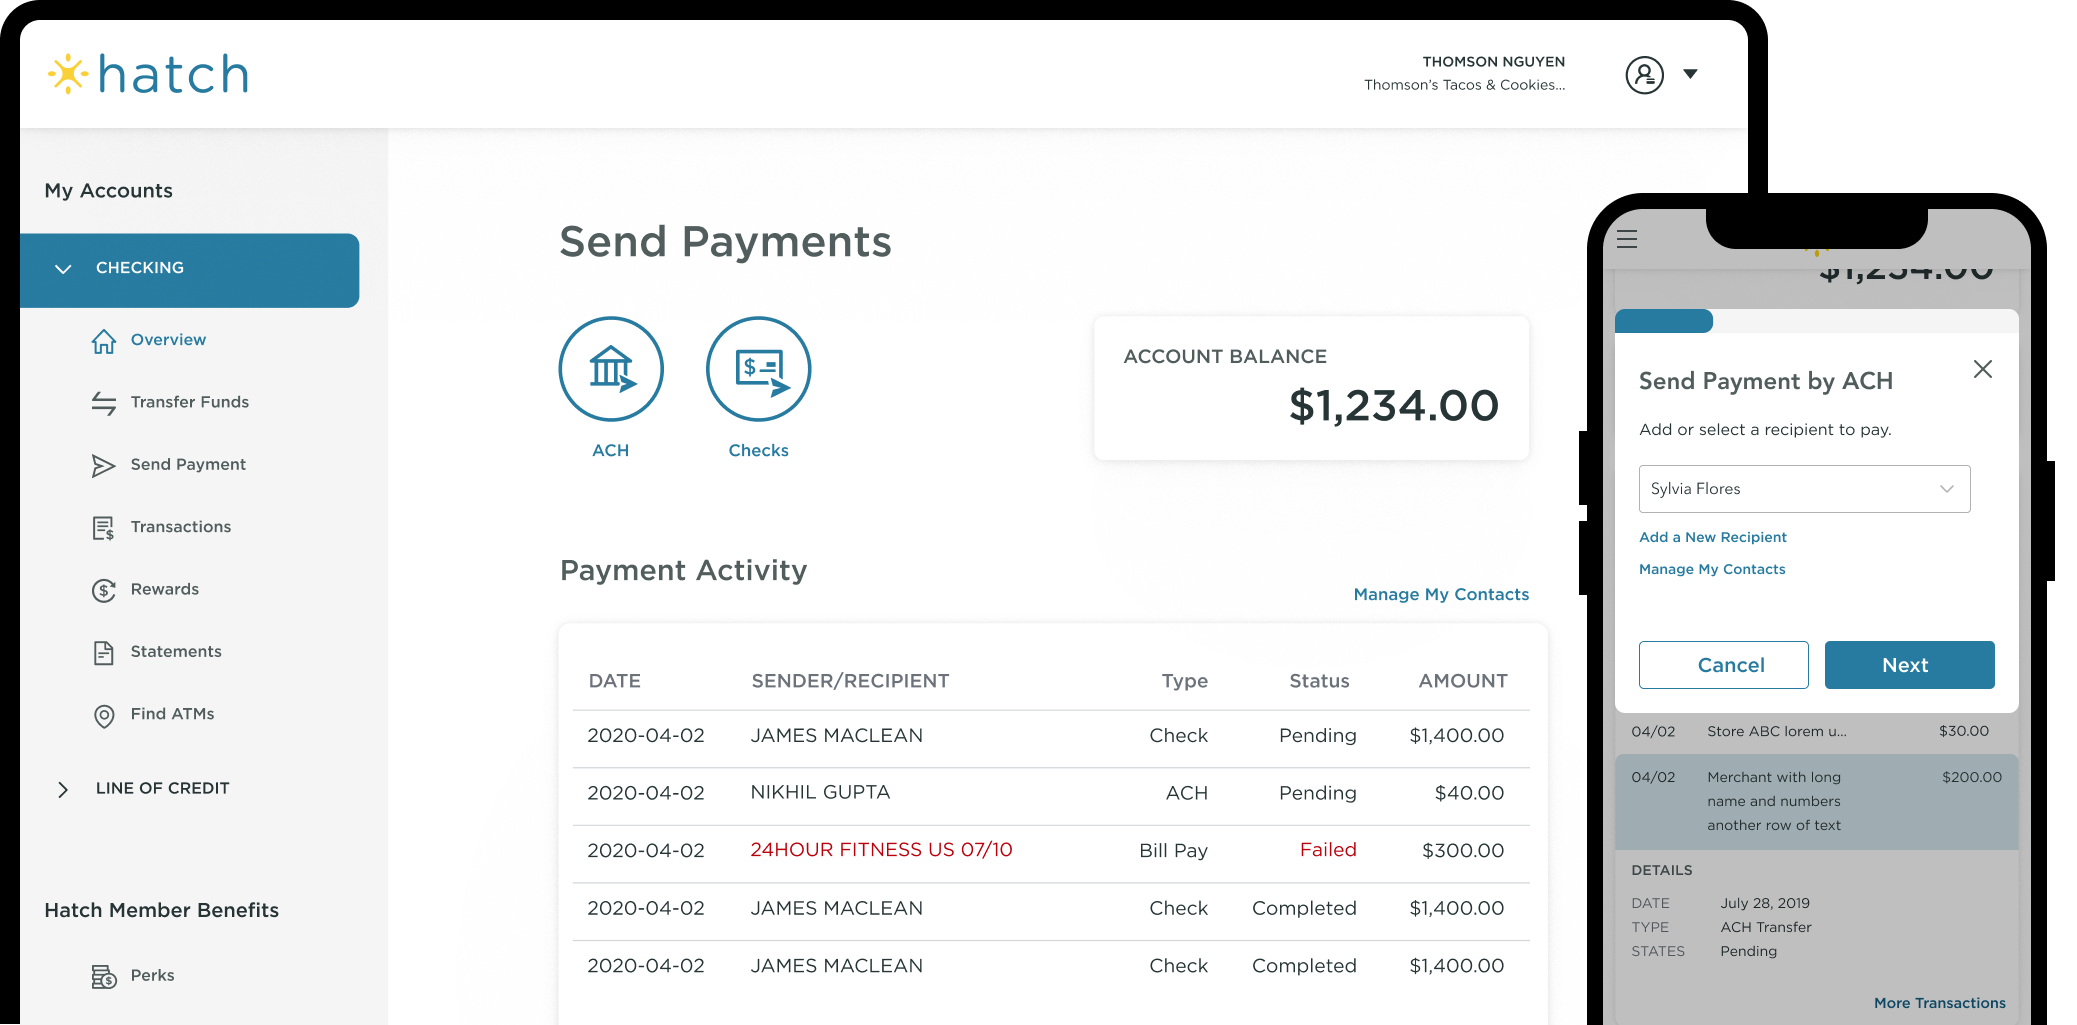 hatch
THOMSON NGUYEN
Thomson's Tacos & Cookies...
My Accounts
CHECKING
Overview
Transfer Funds
Send Payment
Transactions
Rewards
Statements
Find ATMs
LINE OF CREDIT
Hatch Member Benefits
Perks
Send Payments
ACH
Checks
ACCOUNT BALANCE
$1,234.00
Payment Activity
Manage My Contacts
DATE SENDER/RECIPIENT Type Status AMOUNT
2020-04-02 JAMES MACLEAN Check Pending $1,400.00
2020-04-02 NIKHIL GUPTA ACH Pending $40.00
2020-04-02 24HOUR FITNESS US 07/10 Bill Pay Failed $300.00
2020-04-02 JAMES MACLEAN Check Completed $1,400.00
2020-04-02 JAMES MACLEAN Check Completed $1,400.00
$1,234.00
Send Payment by ACH
Add or select a recipient to pay.
Sylvia Flores
Add a New Recipient
Manage My Contacts
Cancel Next
04/02 Store ABC lorem u... $30.00
04/02 Merchant with long $200.00
name and numbers
another row of text
DETAILS
DATE July 28, 2019
TYPE ACH Transfer
STATES Pending
More Transactions